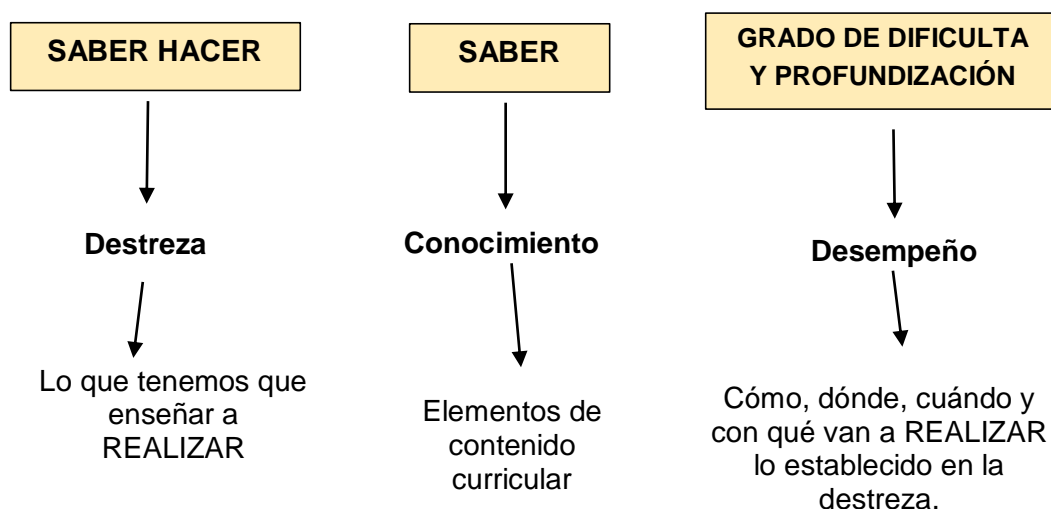 SABER HACER
Destreza
Lo que tenemos que
enseñar a
REALIZAR
SABER
Conocimiento
Elementos de
contenido
curricular
GRADO DE DIFICULTA
Y PROFUNDIZACIÓN
Desempeño
Cómo, dónde, cuándo y
con qué van a REALIZAR
lo establecido en la
destreza.